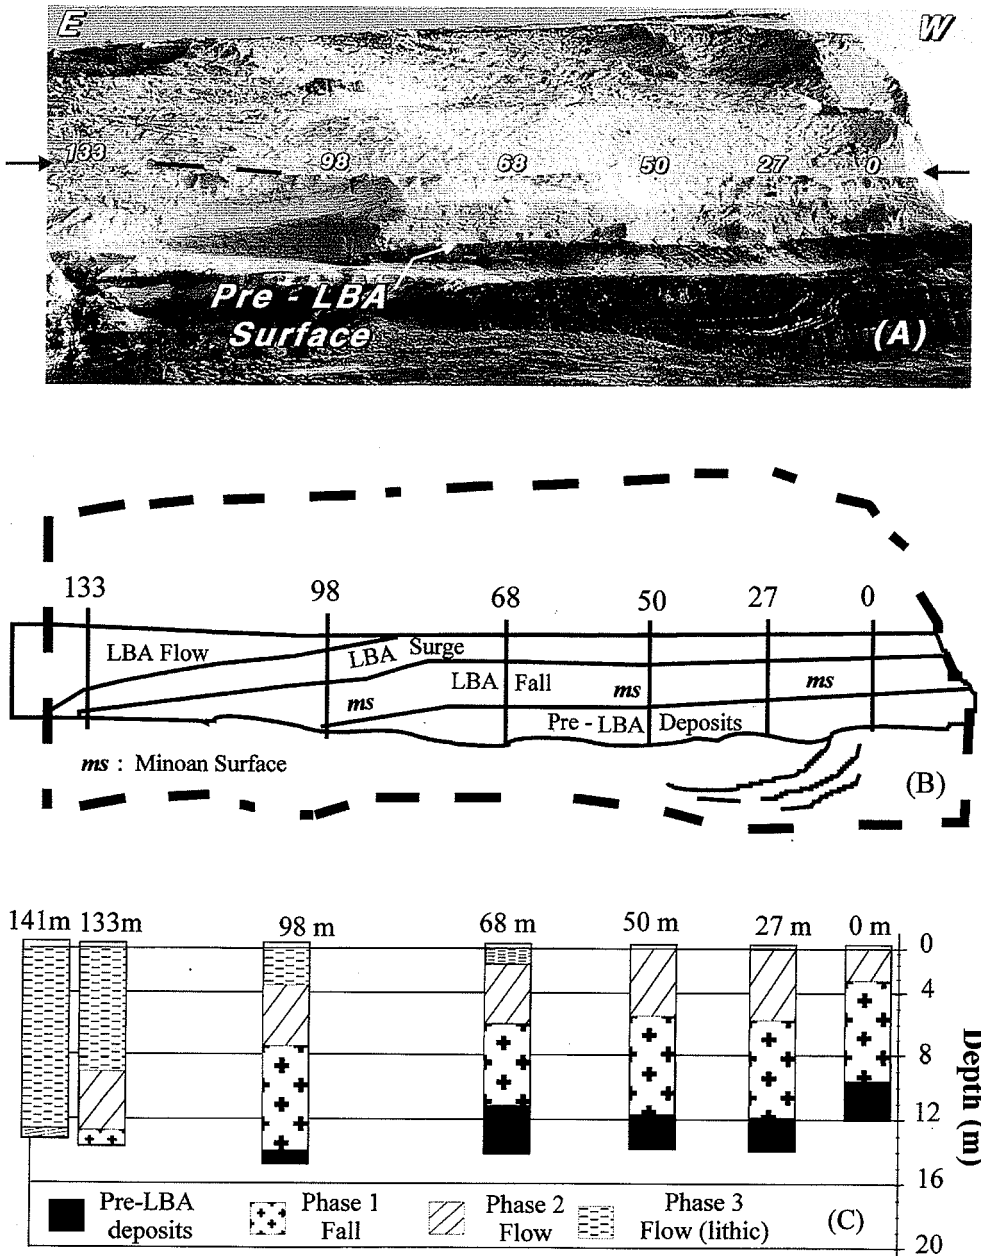 E W
133 98 68 50 27 0
Pre - LBA
Surface
(A)
133 98 68 50 27 0
LBA Flow
LBA Surge
LBA Fall
ms ms ms
Pre - LBA Deposits
ms : Minoan Surface
(B)
141m 133m 98 m 68 m 50 m 27 m 0 m
0
4
8
12
16
20
Depth (m)
Pre-LBA
deposits
Phase 1
Fall
Phase 2
Flow
Phase 3
Flow (lithic)
(C)